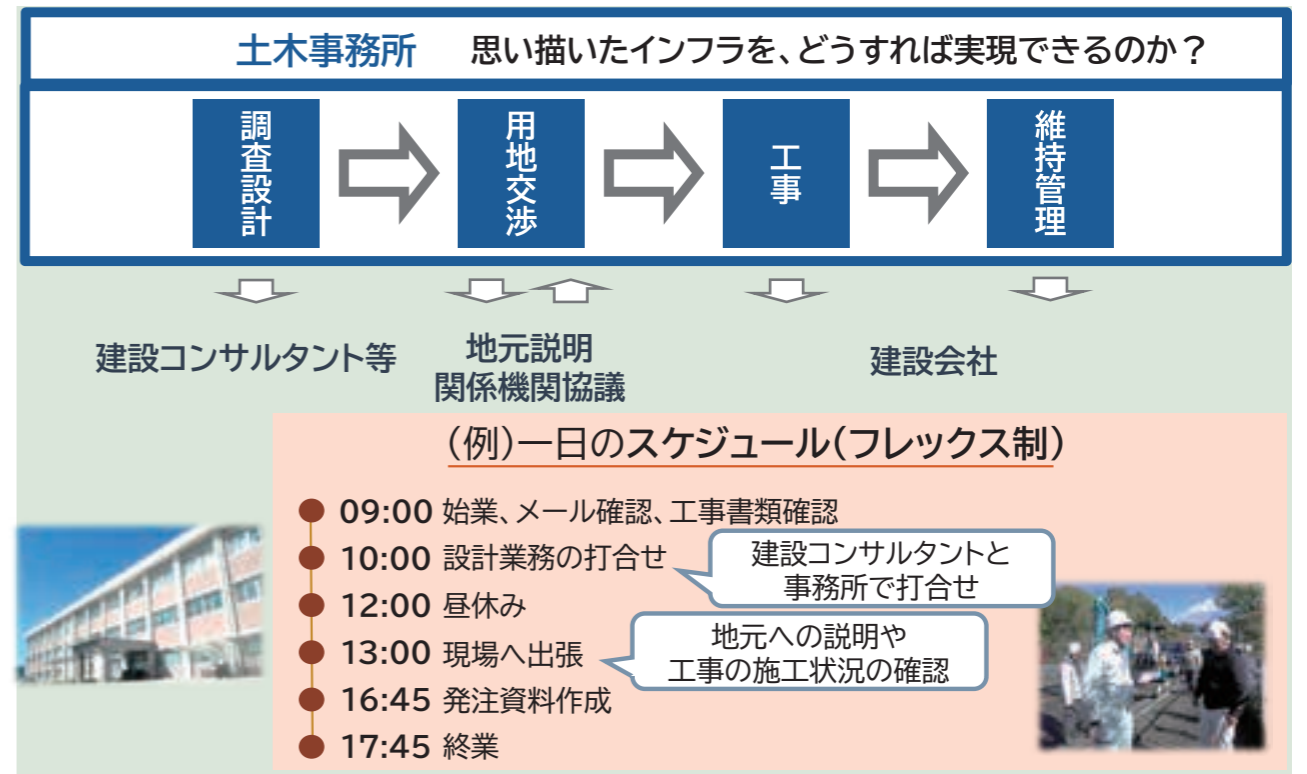 土木事務所 思い描いたインフラを、どうすれば実現できるのか？
調査設計
用地交渉
工事
維持管理
建設コンサルタント等
地元説明
関係機関協議
建設会社
(例)一日のスケジュール(フレックス制)
09:00 始業、メール確認、工事書類確認
10:00 設計業務の打合せ
建設コンサルタントと
事務所で打合せ
12:00 昼休み
13:00 現場へ出張
地元への説明や
工事の施工状況の確認
16:45 発注資料作成
17:45 終業